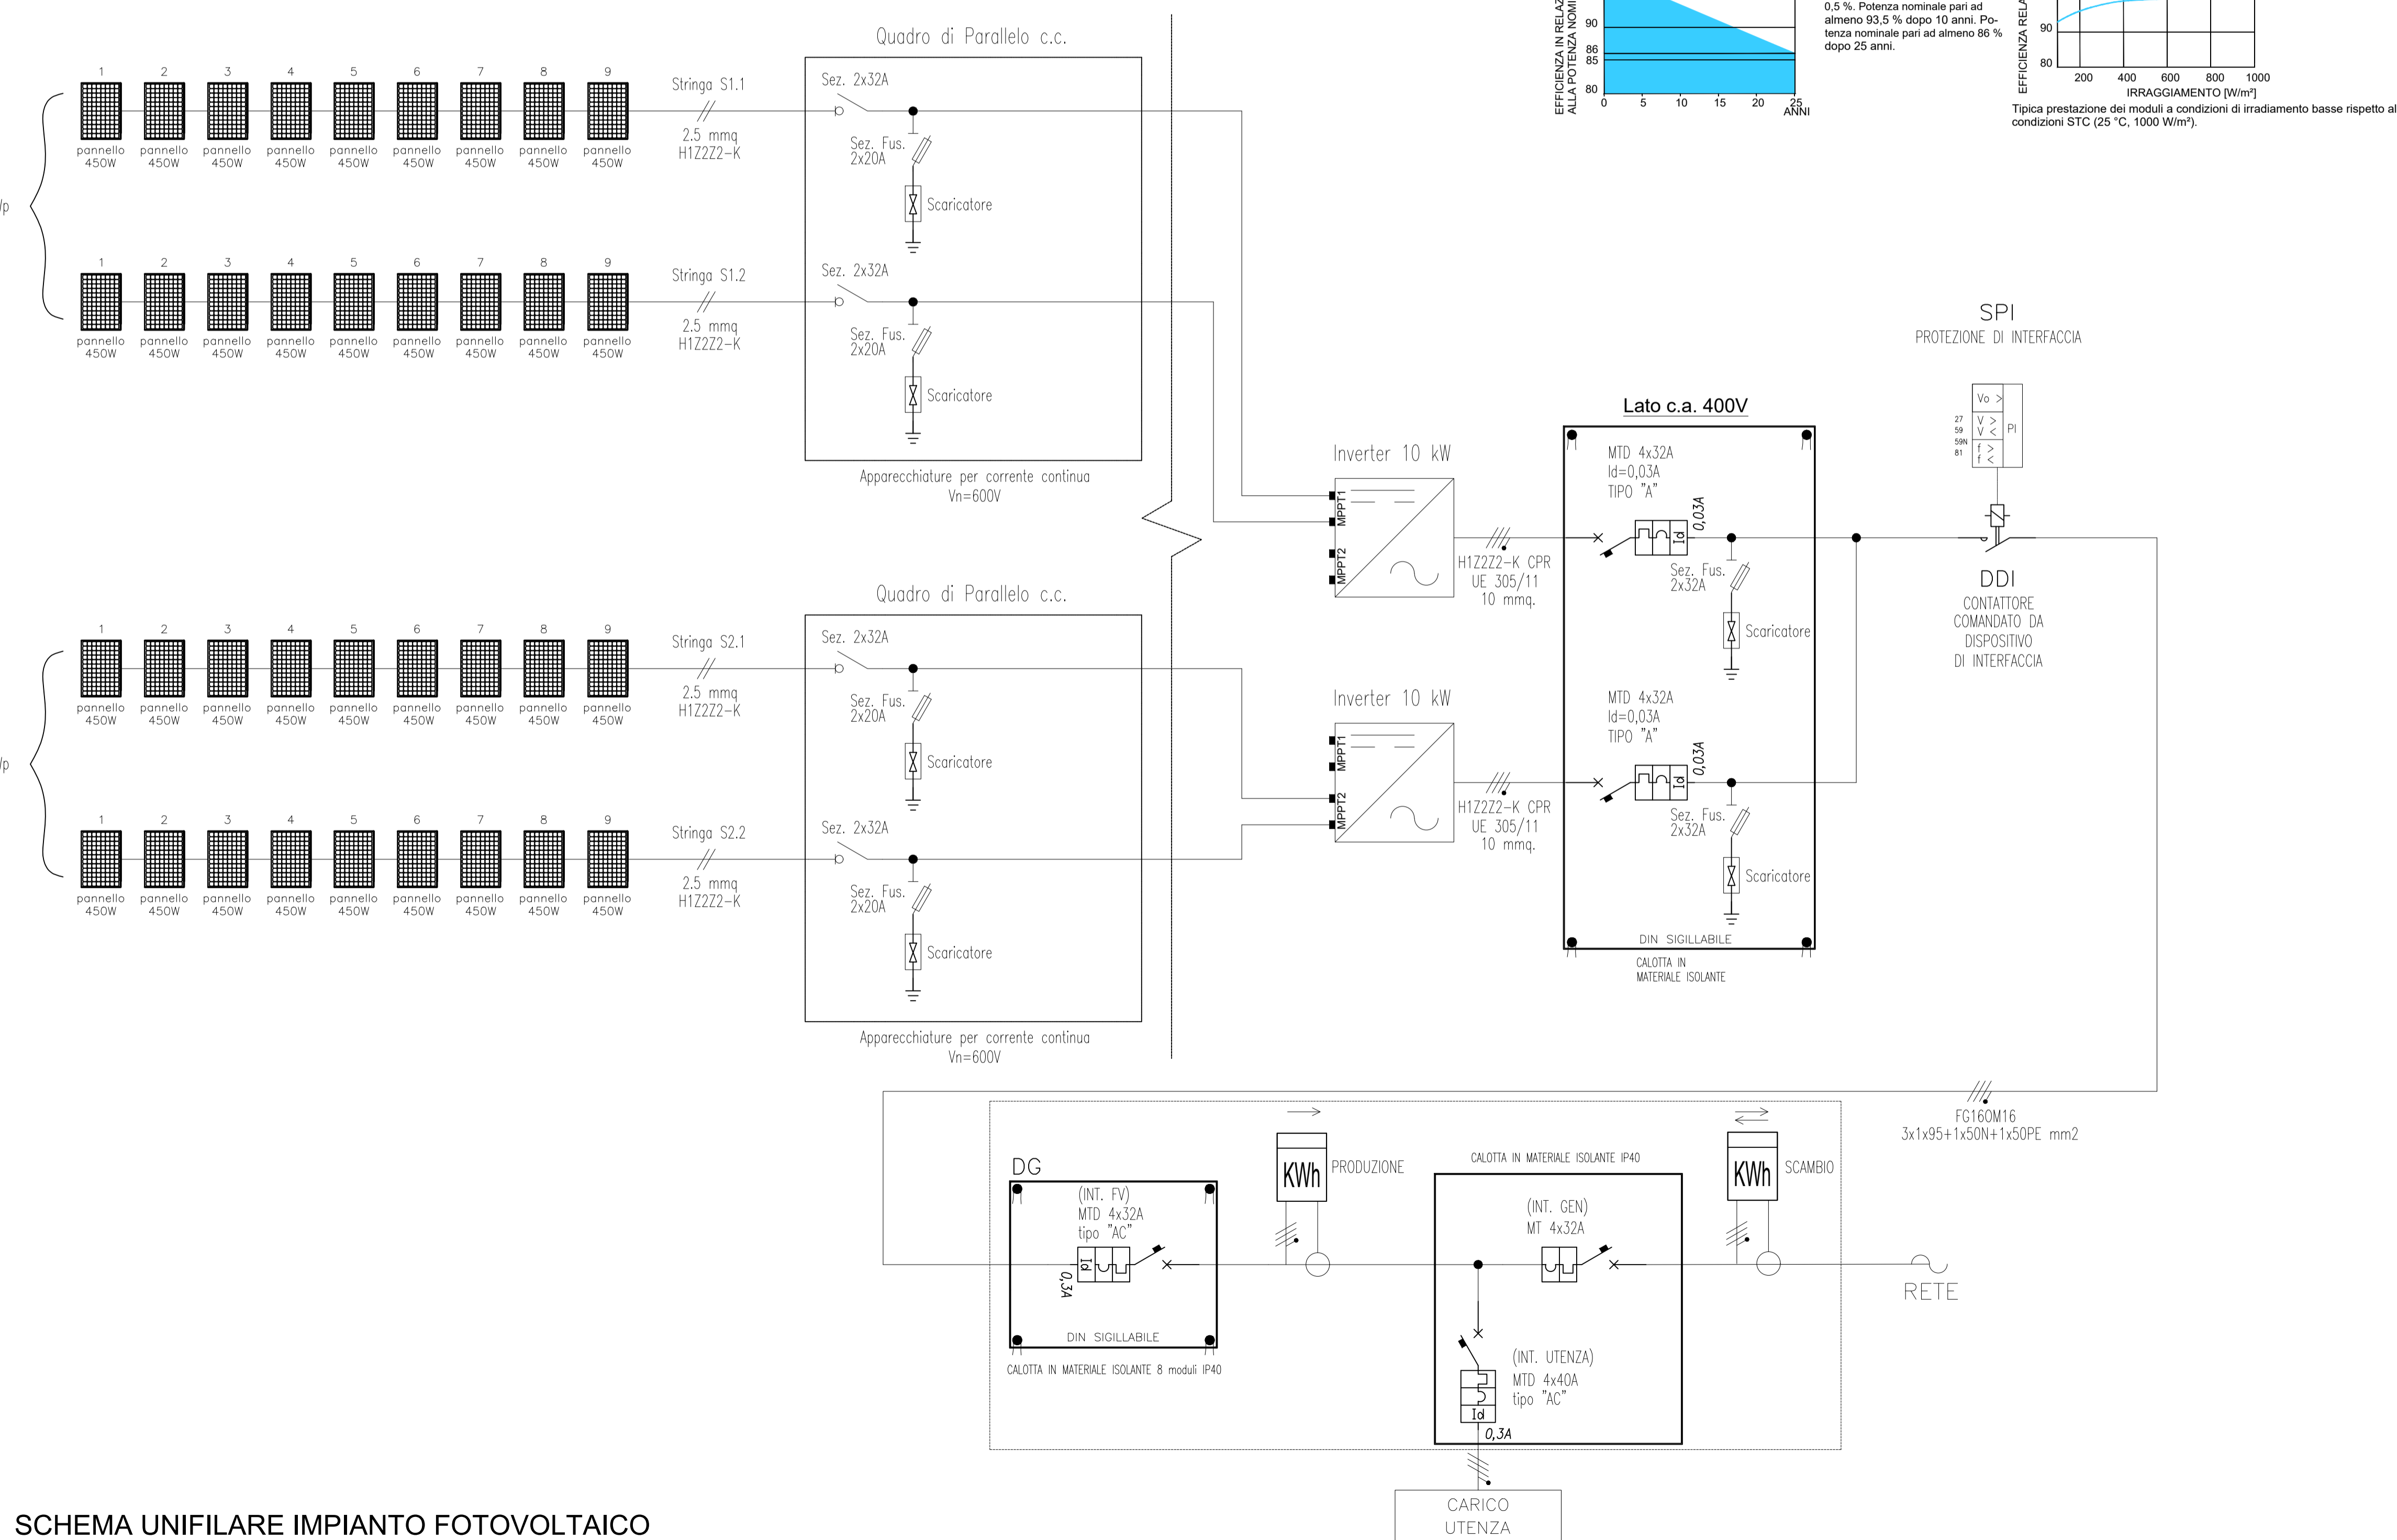 EFFICIENZA IN RELAZ
ALLA POTENZA NOMI
90
86
85
80
0 5 10 15 20 25
ANNI
0,5 %. Potenza nominale pari ad
almeno 93,5 % dopo 10 anni. Po-
tenza nominale pari ad almeno 86 %
dopo 25 anni.
EFFICIENZA RELA
90
80
200 400 600 800 1000
IRRAGGIAMENTO [W/m²]
Tipica prestazione dei moduli a condizioni di irradiamento basse rispetto al
condizioni STC (25 °C, 1000 W/m²).
Quadro di Parallelo c.c.
1 2 3 4 5 6 7 8 9
pannello pannello pannello pannello pannello pannello pannello pannello pannello
450W 450W 450W 450W 450W 450W 450W 450W 450W
Stringa S1.1
2.5 mmq
H1Z2Z2-K
Sez. 2x32A
Sez. Fus.
2x20A
Scaricatore
Wp
1 2 3 4 5 6 7 8 9
pannello pannello pannello pannello pannello pannello pannello pannello pannello
450W 450W 450W 450W 450W 450W 450W 450W 450W
Stringa S1.2
2.5 mmq
H1Z2Z2-K
Sez. 2x32A
Sez. Fus.
2x20A
Scaricatore
Apparecchiature per corrente continua
Vn=600V
Quadro di Parallelo c.c.
1 2 3 4 5 6 7 8 9
pannello pannello pannello pannello pannello pannello pannello pannello pannello
450W 450W 450W 450W 450W 450W 450W 450W 450W
Stringa S2.1
2.5 mmq
H1Z2Z2-K
Sez. 2x32A
Sez. Fus.
2x20A
Scaricatore
Wp
1 2 3 4 5 6 7 8 9
pannello pannello pannello pannello pannello pannello pannello pannello pannello
450W 450W 450W 450W 450W 450W 450W 450W 450W
Stringa S2.2
2.5 mmq
H1Z2Z2-K
Sez. 2x32A
Sez. Fus.
2x20A
Scaricatore
Apparecchiature per corrente continua
Vn=600V
Inverter 10 kW
MPPT1
MPPT2
H1Z2Z2-K CPR
UE 305/11
10 mmq.
Inverter 10 kW
MPPT1
MPPT2
H1Z2Z2-K CPR
UE 305/11
10 mmq.
Lato c.a. 400V
MTD 4x32A
Id=0,03A
TIPO "A"
Id
0,03A
Sez. Fus.
2x32A
Scaricatore
MTD 4x32A
Id=0,03A
TIPO "A"
Id
0,03A
Sez. Fus.
2x32A
Scaricatore
DIN SIGILLABILE
CALOTTA IN
MATERIALE ISOLANTE
SPI
PROTEZIONE DI INTERFACCIA
Vo >
27 V >
59 V <
59N f >
81 f <
PI
DDI
CONTATTORE
COMANDATO DA
DISPOSITIVO
DI INTERFACCIA
FG16OM16
3x1x95+1x50N+1x50PE mm2
DG
(INT. FV)
MTD 4x32A
tipo "AC"
Id
0,3A
DIN SIGILLABILE
CALOTTA IN MATERIALE ISOLANTE 8 moduli IP40
KWh
PRODUZIONE
CALOTTA IN MATERIALE ISOLANTE IP40
(INT. GEN)
MT 4x32A
(INT. UTENZA)
MTD 4x40A
tipo "AC"
Id
0,3A
KWh
SCAMBIO
RETE
CARICO
UTENZA
SCHEMA UNIFILARE IMPIANTO FOTOVOLTAICO